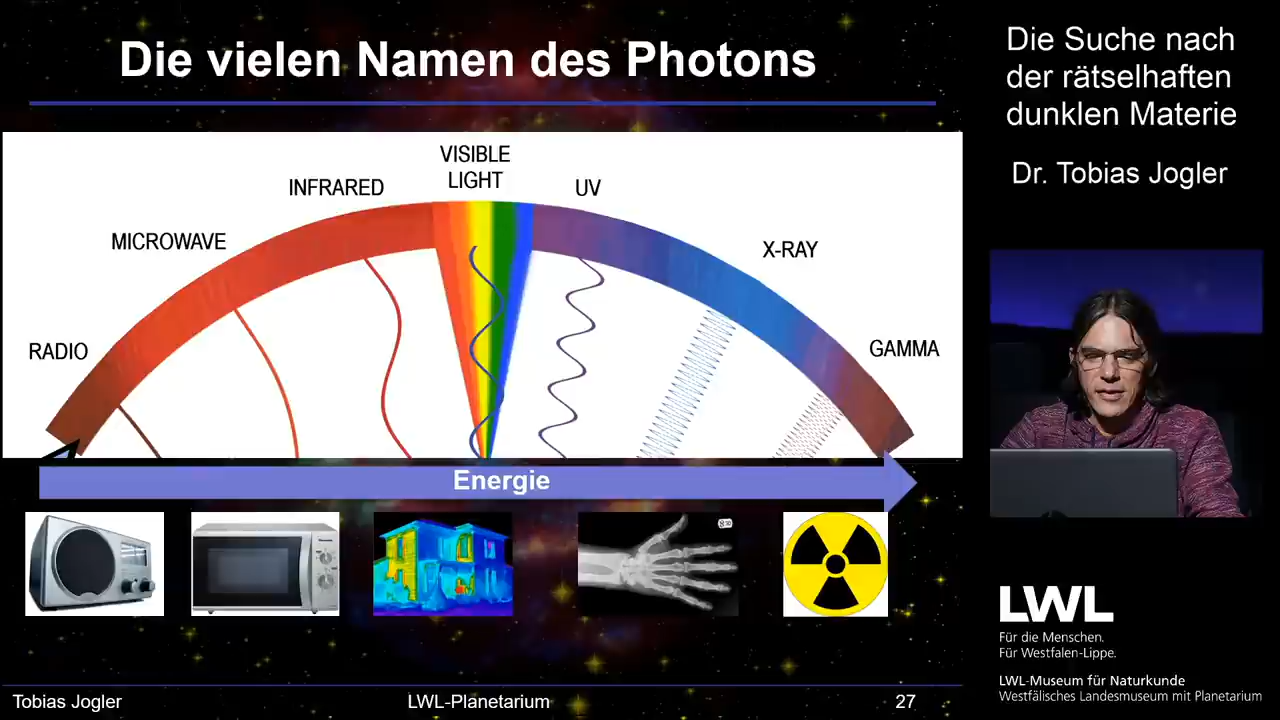 Die vielen Namen des Photons
VISIBLE
LIGHT
INFRARED
UV
MICROWAVE
X-RAY
RADIO
GAMMA
Energie
Tobias Jogler
LWL-Planetarium
27
Die Suche nach
der rätselhaften
dunklen Materie
Dr. Tobias Jogler
LWL
Für die Menschen.
Für Westfalen-Lippe.
LWL-Museum für Naturkunde
Westfälisches Landesmuseum mit Planetarium